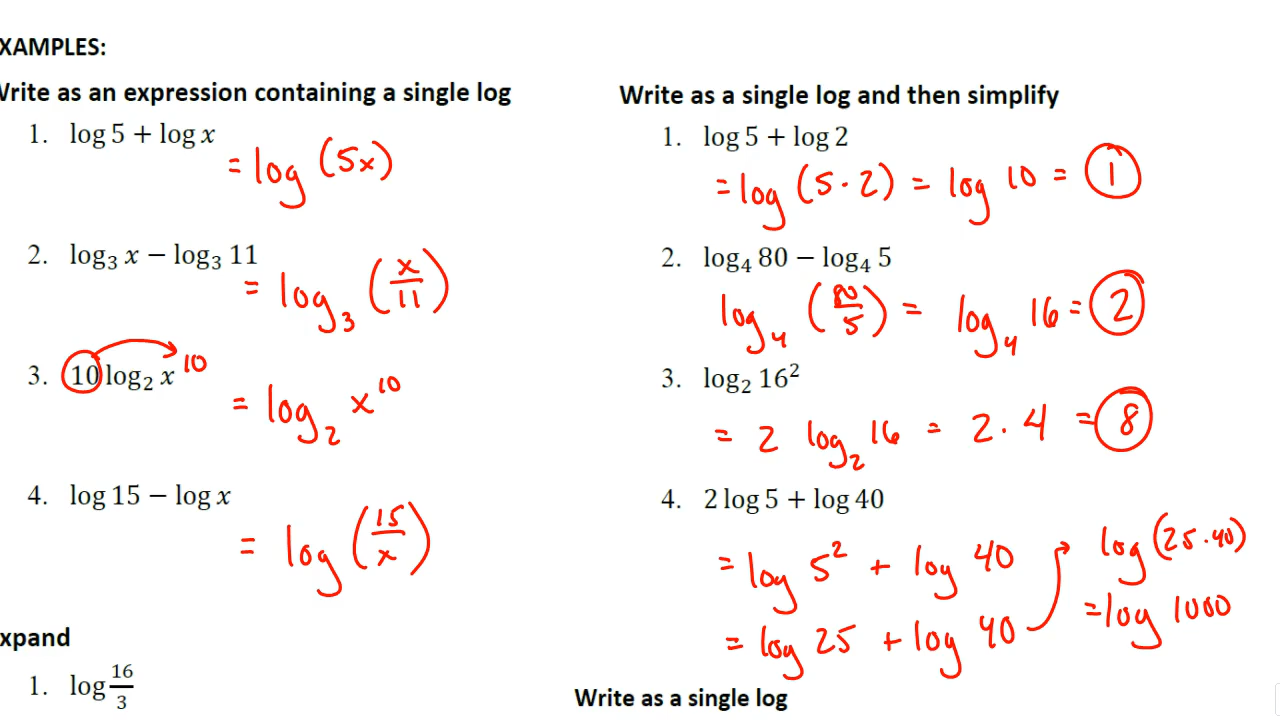 XAMPLES:
Write as an expression containing a single log
1. log 5 + log x
= log (5x)
2. log₃ x − log₃ 11
= log₃ (x/11)
3. 10 log₂ x 10
= log₂ x¹⁰
4. log 15 − log x
= log (15/x)
xpand
1. log 16/3
Write as a single log and then simplify
1. log 5 + log 2
= log (5 · 2) = log 10 = 1
2. log₄ 80 − log₄ 5
log₄ (80/5) = log₄ 16 = 2
3. log₂ 16²
= 2 log₂ 16 = 2 · 4 = 8
4. 2 log 5 + log 40
= log 5² + log 40
= log 25 + log 40
log (25 · 40)
= log 1000
Write as a single log